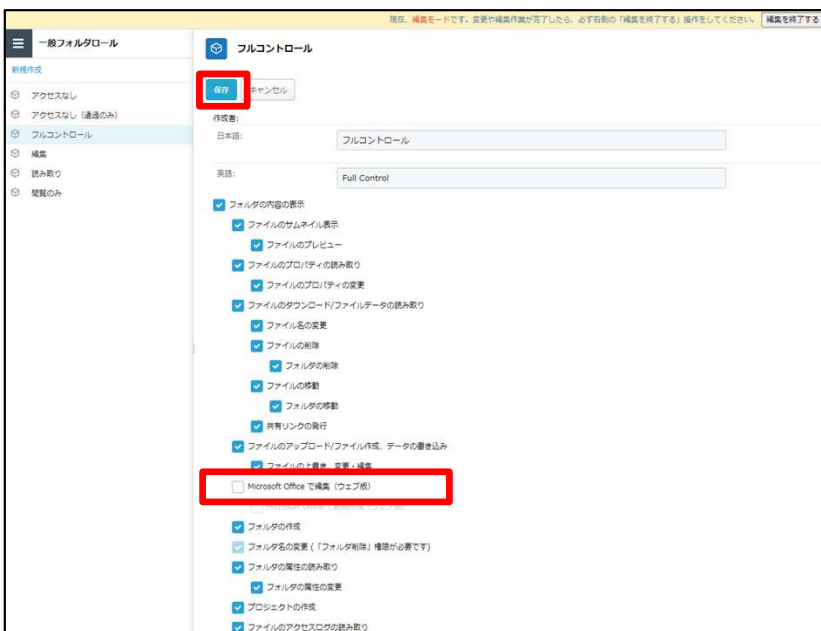 現在、編集モードです。変更や編集作業が完了したら、必ず右側の「編集を終了する」操作をしてください。 編集を終了する
一般フォルダロール
新規作成
アクセスなし
アクセスなし（通過のみ）
フルコントロール
編集
読み取り
閲覧のみ
フルコントロール
保存 キャンセル
作成者:
日本語: フルコントロール
英語: Full Control
フォルダの内容の表示
ファイルのサムネイル表示
ファイルのプレビュー
ファイルのプロパティの読み取り
ファイルのプロパティの変更
ファイルのダウンロード/ファイルデータの読み取り
ファイル名の変更
ファイルの削除
フォルダの削除
ファイルの移動
フォルダの移動
共有リンクの発行
ファイルのアップロード/ファイル作成、データの書き込み
ファイルの上書き、変更・編集
Microsoft Office で編集（ウェブ版）
Microsoft Office で新規作成（ウェブ版）
フォルダの作成
フォルダ名の変更 (「フォルダ削除」権限が必要です)
フォルダの属性の読み取り
フォルダの属性の変更
プロジェクトの作成
ファイルのアクセスログの読み取り